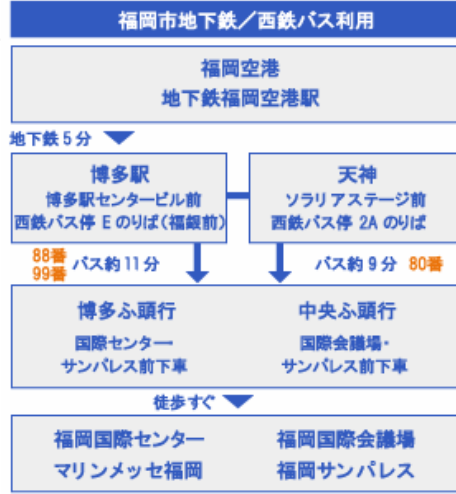 福岡市地下鉄／西鉄バス利用
福岡空港
地下鉄福岡空港駅
地下鉄5分
博多駅
博多駅センタービル前
西鉄バス停 E のりば(福銀前)
天神
ソラリアステージ前
西鉄バス停 2A のりば
88番
99番
バス約11分
バス約9分 80番
博多ふ頭行
国際センター・
サンパレス前下車
中央ふ頭行
国際会議場・
サンパレス前下車
徒歩すぐ
福岡国際センター
マリンメッセ福岡
福岡国際会議場
福岡サンパレス